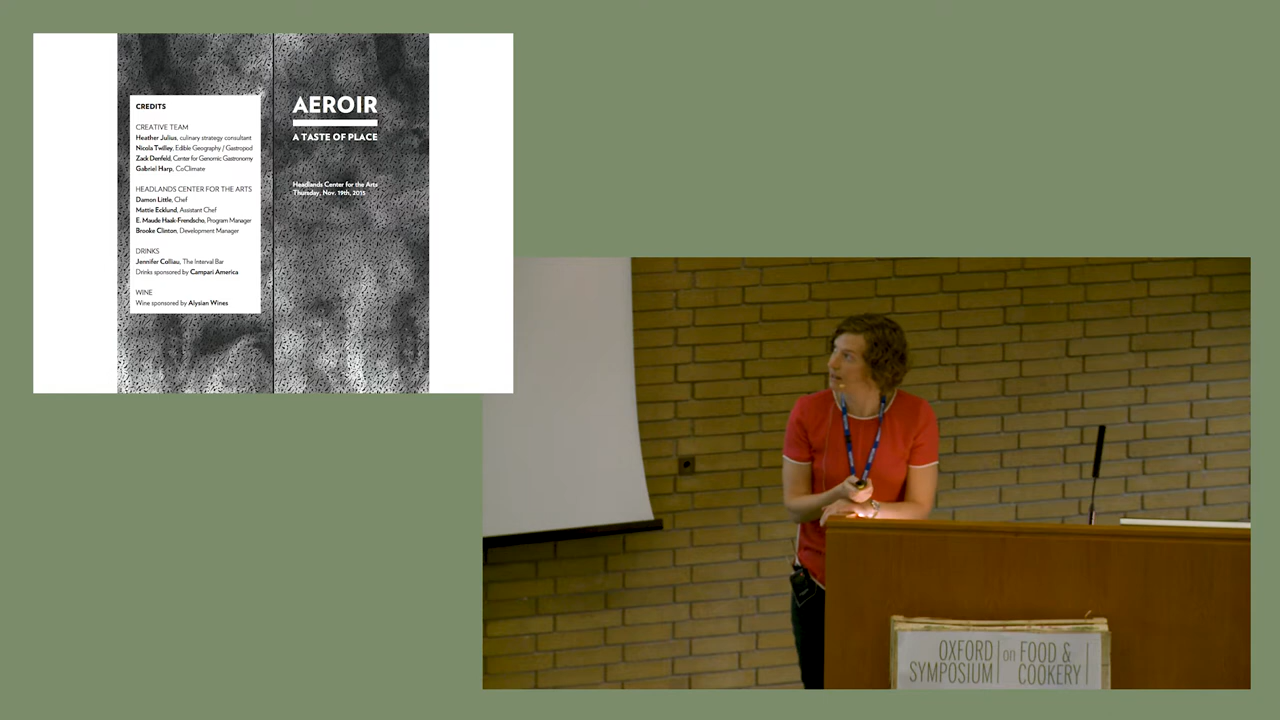 CREDITS
CREATIVE TEAM
Heather Julius, culinary strategy consultant
Nicola Twilley, Edible Geography / Gastropod
Zack Denfeld, Center for Genomic Gastronomy
Gabriel Harp, CoClimate
HEADLANDS CENTER FOR THE ARTS
Damon Little, Chef
Mattie Ecklund, Assistant Chef
E. Maude Haak-Frendscho, Program Manager
Brooke Clinton, Development Manager
DRINKS
Jennifer Colliau, The Interval Bar
Drinks sponsored by Campari America
WINE
Wine sponsored by Alysian Wines
AEROIR
A TASTE OF PLACE
Headlands Center for the Arts
Thursday, Nov. 19th, 2015
OXFORD SYMPOSIUM
on
FOOD & COOKERY